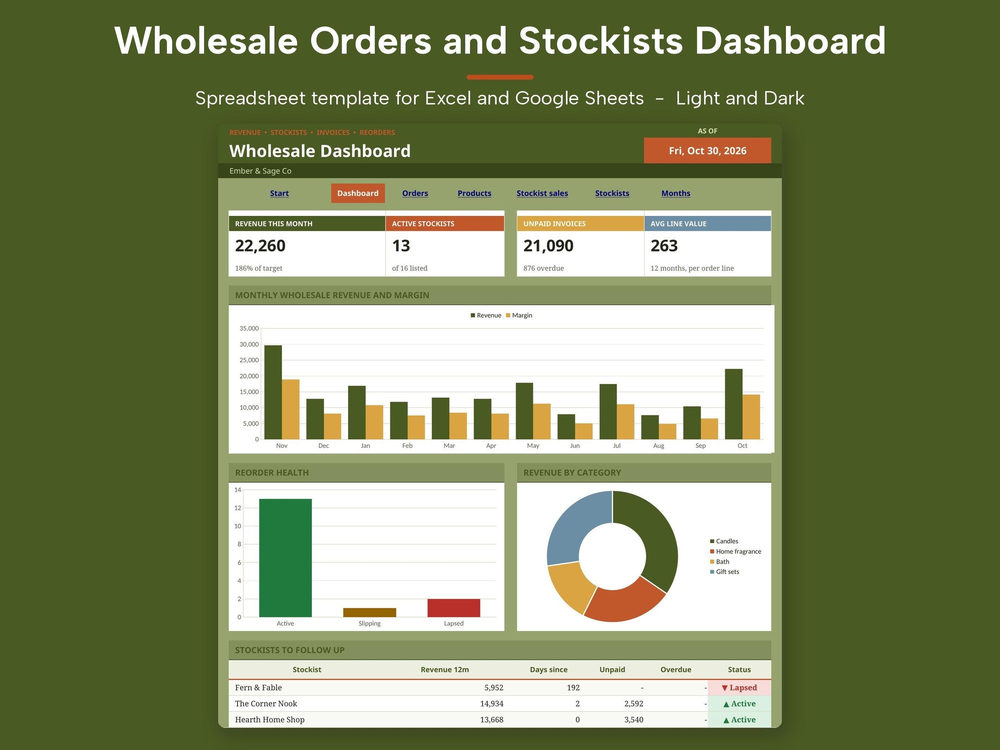 Wholesale Orders and Stockists Dashboard
Spreadsheet template for Excel and Google Sheets – Light and Dark
REVENUE • STOCKISTS • INVOICES • REORDERS
AS OF
Wholesale Dashboard
Fri, Oct 30, 2026
Ember & Sage Co
Start Dashboard Orders Products Stockist sales Stockists Months
REVENUE THIS MONTH ACTIVE STOCKISTS UNPAID INVOICES AVG LINE VALUE
22,260 13 21,090 263
186% of target of 16 listed 876 overdue 12 months, per order line
MONTHLY WHOLESALE REVENUE AND MARGIN
Revenue Margin
35,000
30,000
25,000
20,000
15,000
10,000
5,000
0
Nov Dec Jan Feb Mar Apr May Jun Jul Aug Sep Oct
REORDER HEALTH REVENUE BY CATEGORY
14
12
10
8
6
4
2
0
Active Slipping Lapsed
Candles
Home fragrance
Bath
Gift sets
STOCKISTS TO FOLLOW UP
Stockist Revenue 12m Days since Unpaid Overdue Status
Fern & Fable 5,952 192 - - ▼ Lapsed
The Corner Nook 14,934 2 2,592 - ▲ Active
Hearth Home Shop 13,668 0 3,540 - ▲ Active